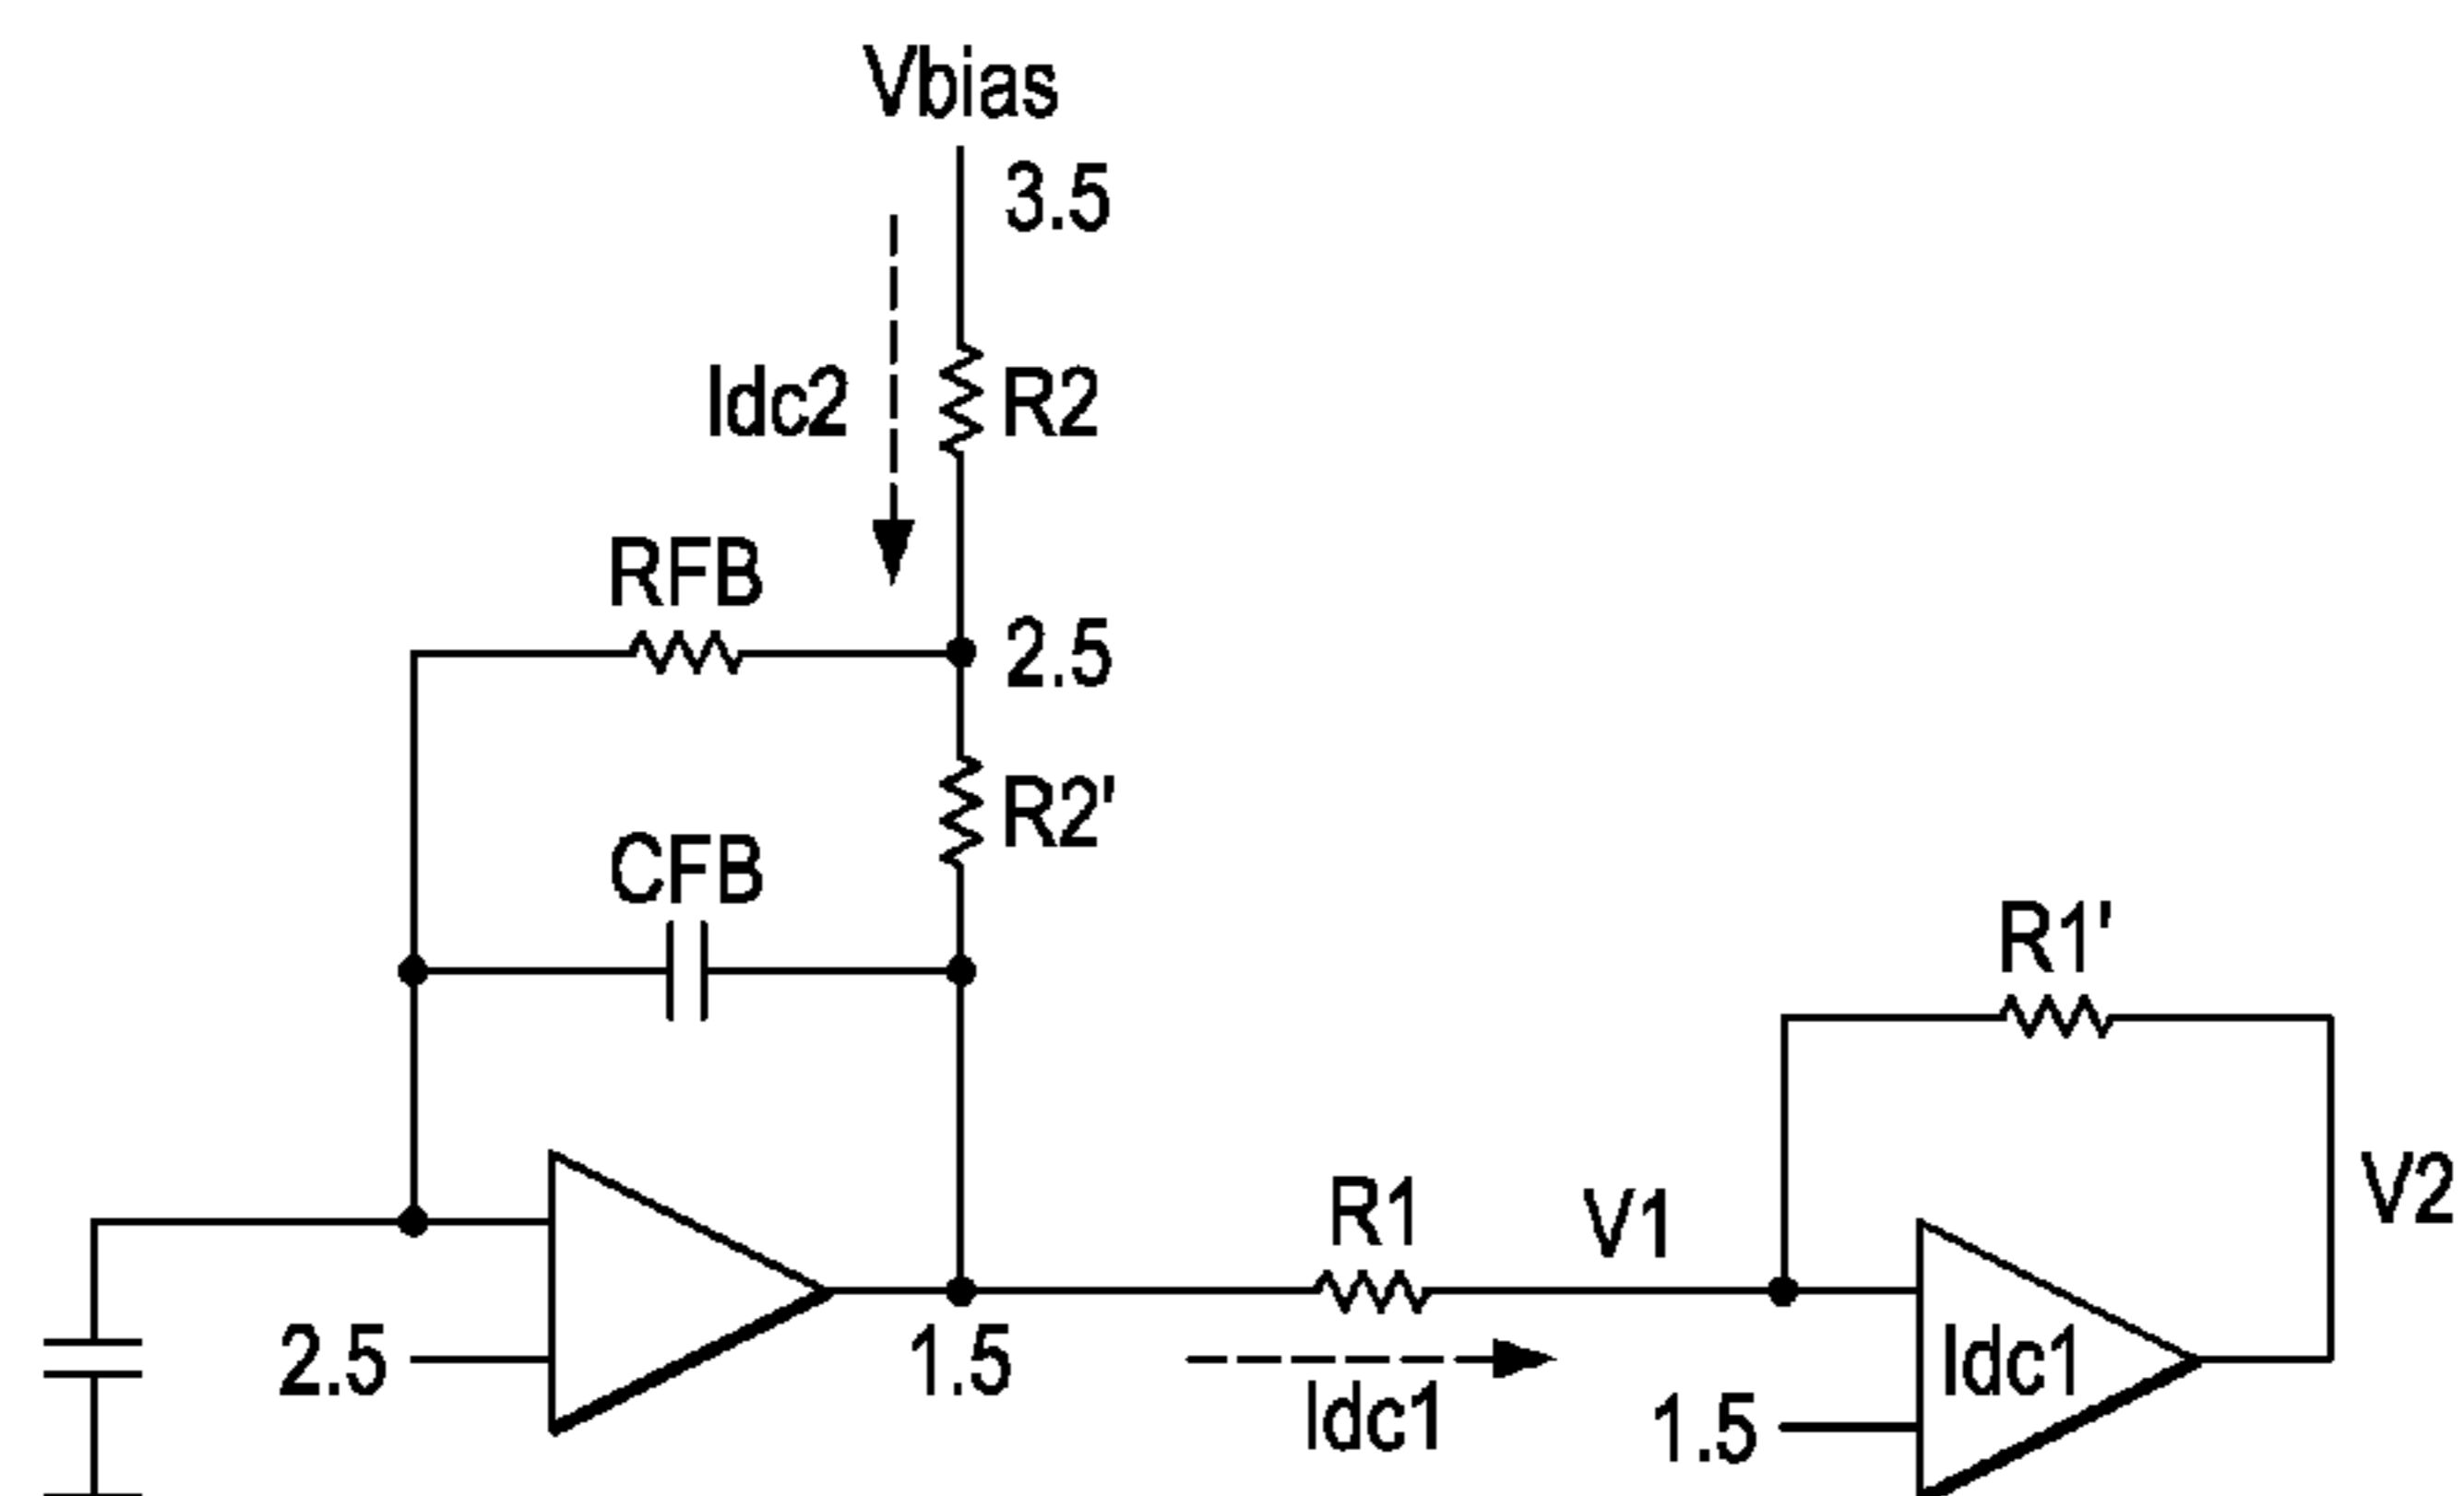 Vbias
3.5
Idc2
R2
RFB
2.5
R2'
CFB
R1'
R1
V1
V2
2.5
1.5
Idc1
Idc1
1.5